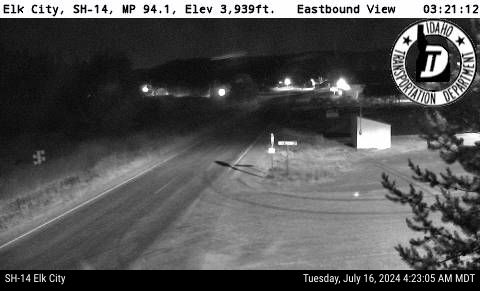 Elk City, SH-14, MP 94.1, Elev 3,939ft. Eastbound View 03:21:12
IDAHO
TRANSPORTATION DEPARTMENT
SH-14 Elk City Tuesday, July 16, 2024 4:23:05 AM MDT